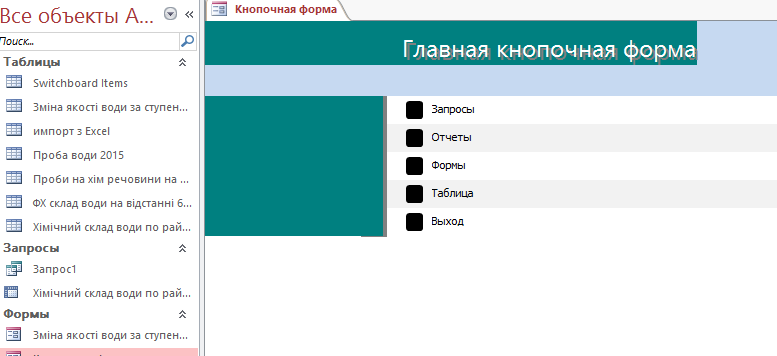 Все объекты A...
Кнопочная форма
Поиск...
Главная кнопочная форма
Таблицы
Switchboard Items
Зміна якості води за ступен...
импорт з Excel
Проба води 2015
Проби на хім речовини на ...
ФХ склад води на відстанні 6...
Хімічний склад води по рай...
Запросы
Запрос1
Хімічний склад води по рай...
Формы
Зміна якості води за ступен...
Запросы
Отчеты
Формы
Таблица
Выход